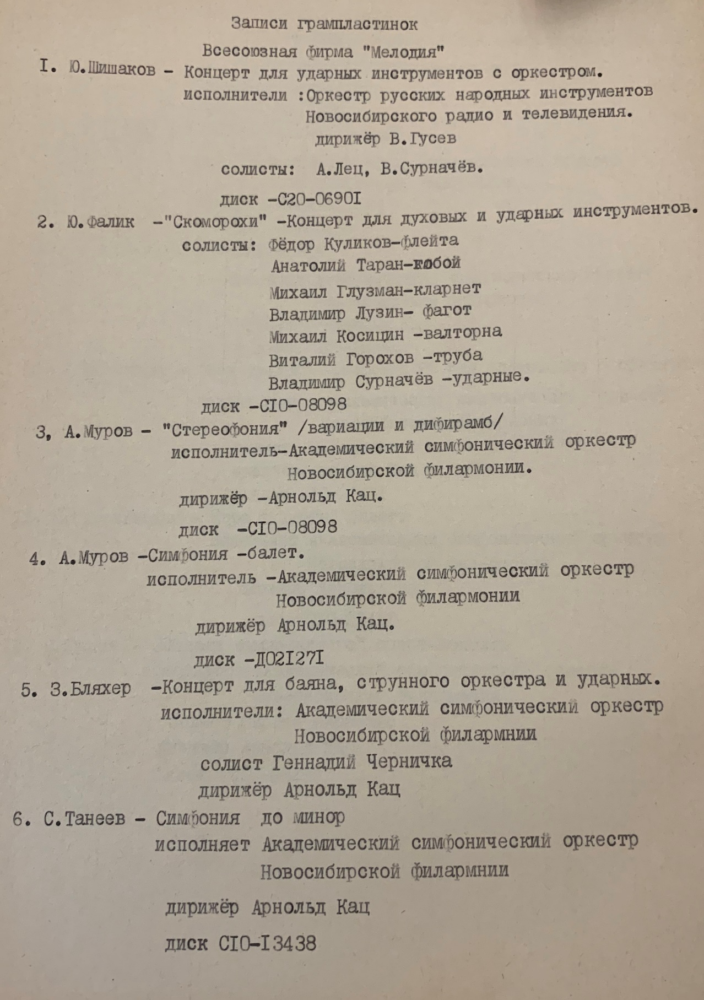 Записи грампластинок
Всесоюзная фирма "Мелодия"
I. Ю.Шишаков - Концерт для ударных инструментов с оркестром.
исполнители :Оркестр русских народных инструментов
Новосибирского радио и телевидения.
дирижёр В.Гусев
солисты: А.Лец, В.Сурначёв.
диск -С20-0690I
2. Ю.Фалик -"Скоморохи" -Концерт для духовых и ударных инструментов.
солисты: Фёдор Куликов-флейта
Анатолий Таран-гобой
Михаил Глузман-кларнет
Владимир Лузин- фагот
Михаил Косицин -валторна
Виталий Горохов -труба
Владимир Сурначёв -ударные.
диск -СI0-08098
3, А.Муров - "Стереофония" /вариации и дифирамб/
исполнитель-Академический симфонический оркестр
Новосибирской филармонии.
дирижёр -Арнольд Кац.
диск -СI0-08098
4. А.Муров -Симфония -балет.
исполнитель -Академический симфонический оркестр
Новосибирской филармонии
дирижёр Арнольд Кац.
диск -Д02I27I
5. З.Бляхер -Концерт для баяна, струнного оркестра и ударных.
исполнители: Академический симфонический оркестр
Новосибирской филармнии
солист Геннадий Черничка
дирижёр Арнольд Кац
6. С.Танеев - Симфония до минор
исполняет Академический симфонический оркестр
Новосибирской филармнии
дирижёр Арнольд Кац
диск СI0-I3438